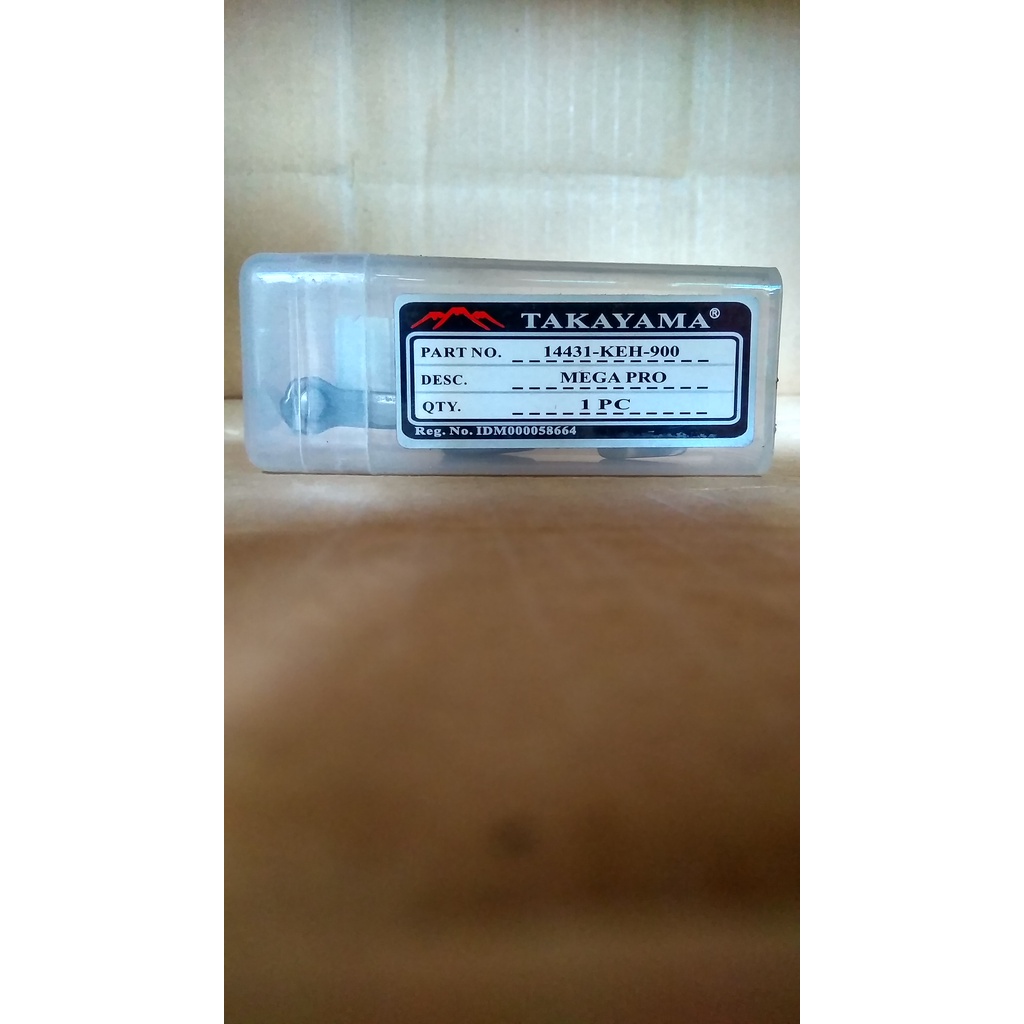 TAKAYAMA®
PART NO. 14431-KEH-900
DESC. MEGA PRO
QTY. 1 PC
Reg. No. IDM000058664